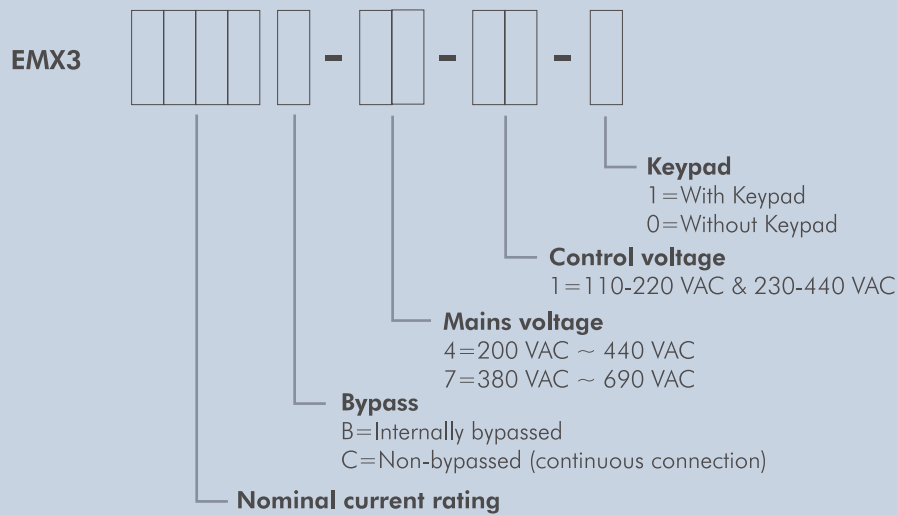 EMX3 - - -
Keypad
1=With Keypad
0=Without Keypad
Control voltage
1=110-220 VAC & 230-440 VAC
Mains voltage
4=200 VAC ~ 440 VAC
7=380 VAC ~ 690 VAC
Bypass
B=Internally bypassed
C=Non-bypassed (continuous connection)
Nominal current rating